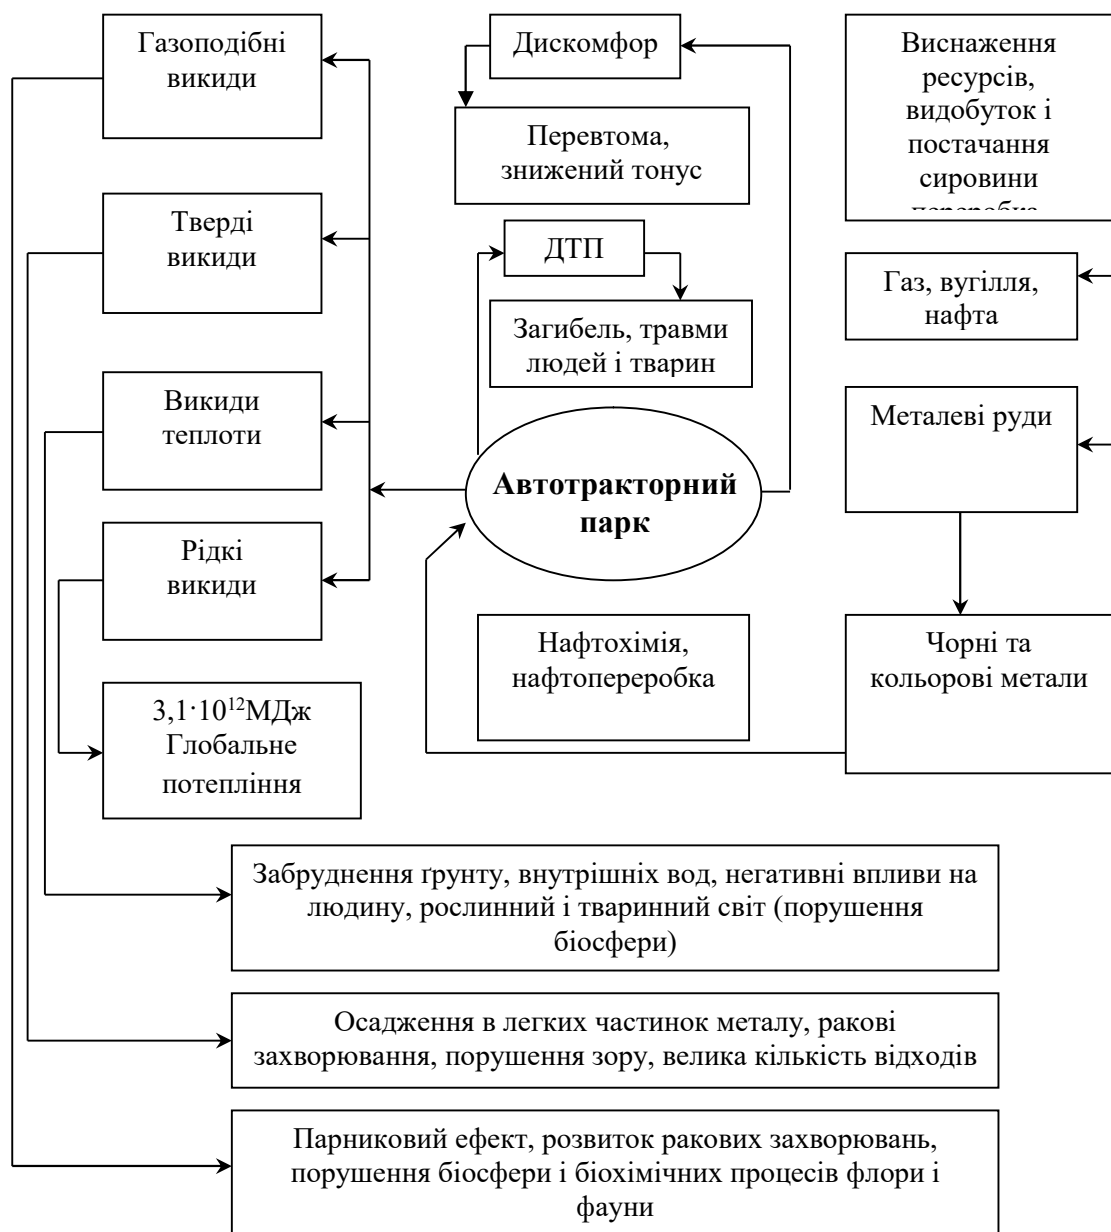 Газоподібні
викиди
Дискомфор
Виснаження
ресурсів,
видобуток і
постачання
сировини
переробка
Перевтома,
знижений тонус
Тверді
викиди
ДТП
Газ, вугілля,
нафта
Загибель, травми
людей і тварин
Викиди
теплоти
Металеві руди
Автотракторний
парк
Рідкі
викиди
Нафтохімія,
нафтопереробка
Чорні та
кольорові метали
3,1·10¹²МДж
Глобальне
потепління
Забруднення ґрунту, внутрішніх вод, негативні впливи на
людину, рослинний і тваринний світ (порушення
біосфери)
Осадження в легких частинок металу, ракові
захворювання, порушення зору, велика кількість відходів
Парниковий ефект, розвиток ракових захворювань,
порушення біосфери і біохімічних процесів флори і
фауни